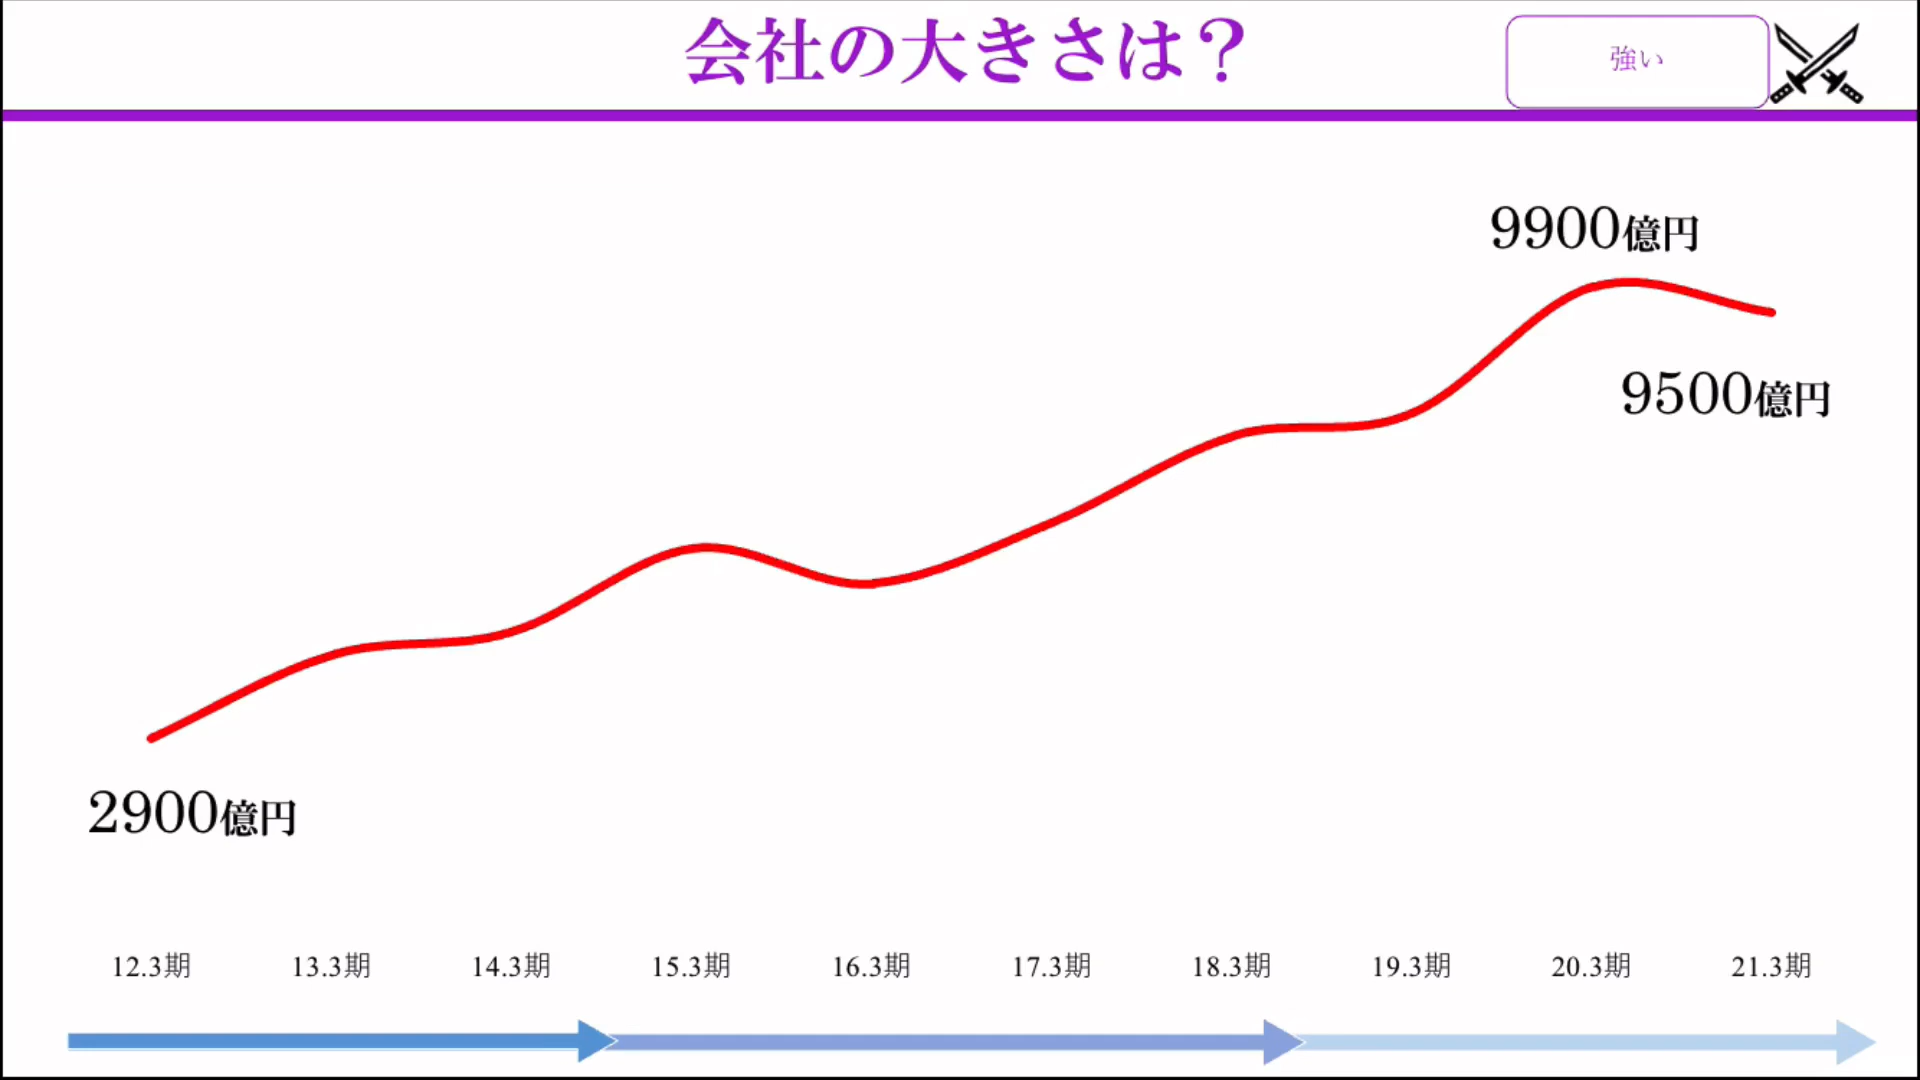 会社の大きさは？
強い
9900億円
9500億円
2900億円
12.3期 13.3期 14.3期 15.3期 16.3期 17.3期 18.3期 19.3期 20.3期 21.3期